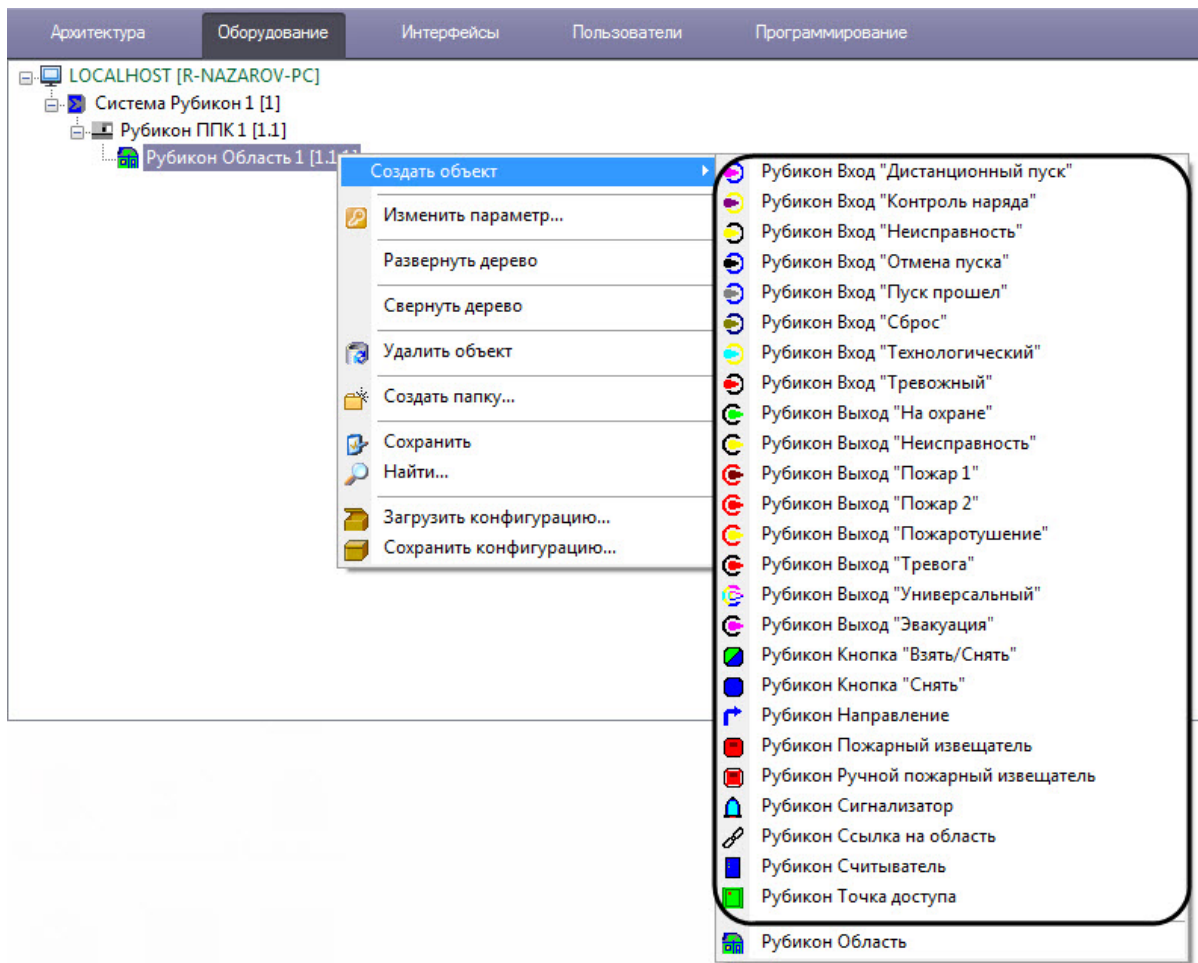 Архитектура Оборудование Интерфейсы Пользователи Программирование
LOCALHOST [R-NAZAROV-PC]
Система Рубикон 1 [1]
Рубикон ППК 1 [1.1]
Рубикон Область 1 [1.1.1]
Создать объект
Изменить параметр...
Развернуть дерево
Свернуть дерево
Удалить объект
Создать папку...
Сохранить
Найти...
Загрузить конфигурацию...
Сохранить конфигурацию...
Рубикон Вход "Дистанционный пуск"
Рубикон Вход "Контроль наряда"
Рубикон Вход "Неисправность"
Рубикон Вход "Отмена пуска"
Рубикон Вход "Пуск прошел"
Рубикон Вход "Сброс"
Рубикон Вход "Технологический"
Рубикон Вход "Тревожный"
Рубикон Выход "На охране"
Рубикон Выход "Неисправность"
Рубикон Выход "Пожар 1"
Рубикон Выход "Пожар 2"
Рубикон Выход "Пожаротушение"
Рубикон Выход "Тревога"
Рубикон Выход "Универсальный"
Рубикон Выход "Эвакуация"
Рубикон Кнопка "Взять/Снять"
Рубикон Кнопка "Снять"
Рубикон Направление
Рубикон Пожарный извещатель
Рубикон Ручной пожарный извещатель
Рубикон Сигнализатор
Рубикон Ссылка на область
Рубикон Считыватель
Рубикон Точка доступа
Рубикон Область